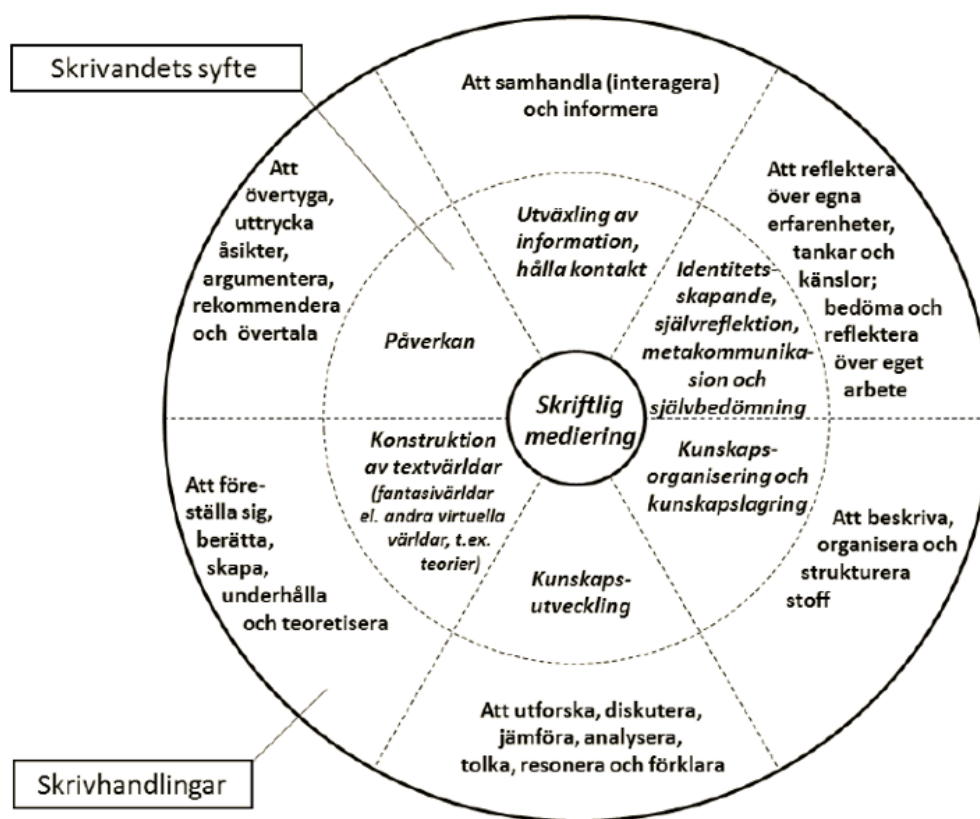 Skrivandets syfte
Att samhandla (interagera)
och informera
Att
övertyga,
uttrycka
åsikter,
argumentera,
rekommendera
och övertala
Att reflektera
över egna
erfarenheter,
tankar och
känslor;
bedöma och
reflektera
över eget
arbete
Utväxling av
information,
hålla kontakt
Identitets-
skapande,
självreflektion,
metakommunika-
sion och
självbedömning
Påverkan
Skriftlig
mediering
Konstruktion
av textvärldar
(fantasivärldar
el. andra virtuella
världar, t.ex.
teorier)
Kunskaps-
organisering och
kunskapslagring
Att före-
ställa sig,
berätta,
skapa,
underhålla
och teoretisera
Att beskriva,
organisera och
strukturera
stoff
Kunskaps-
utveckling
Att utforska, diskutera,
jämföra, analysera,
tolka, resonera och förklara
Skrivhandlingar